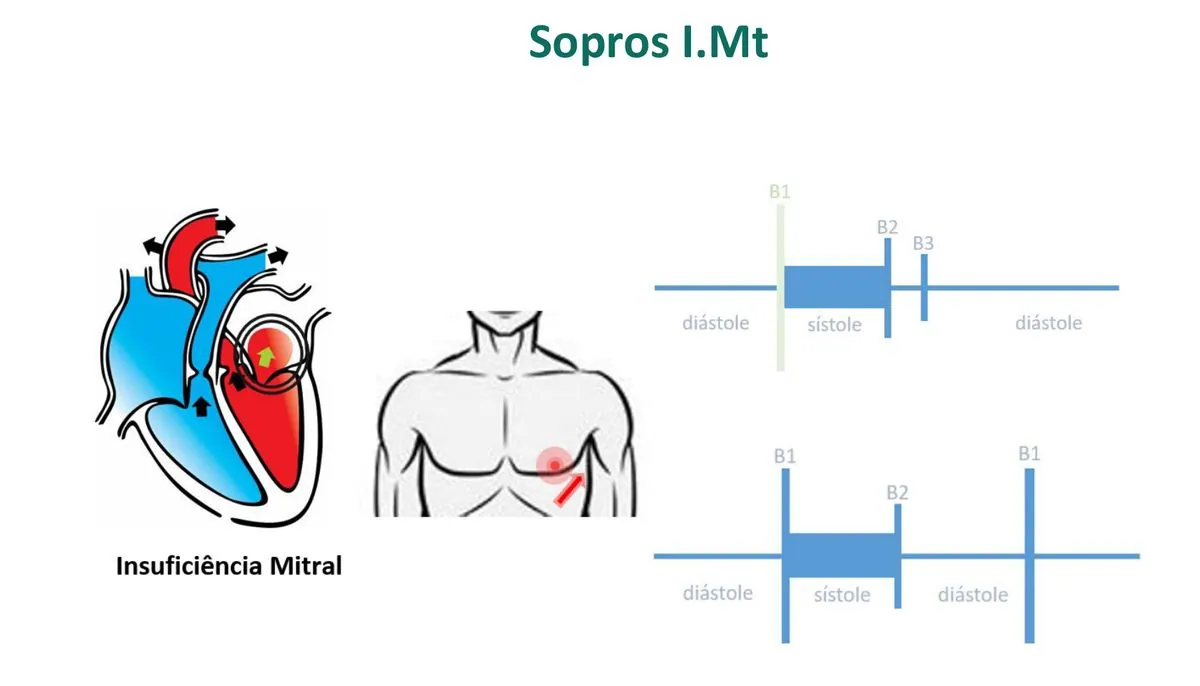 Sopros I.Mt
B1
B2
B3
diástole
sístole
diástole
Insuficiência Mitral
B1
B2
B1
diástole
sístole
diástole